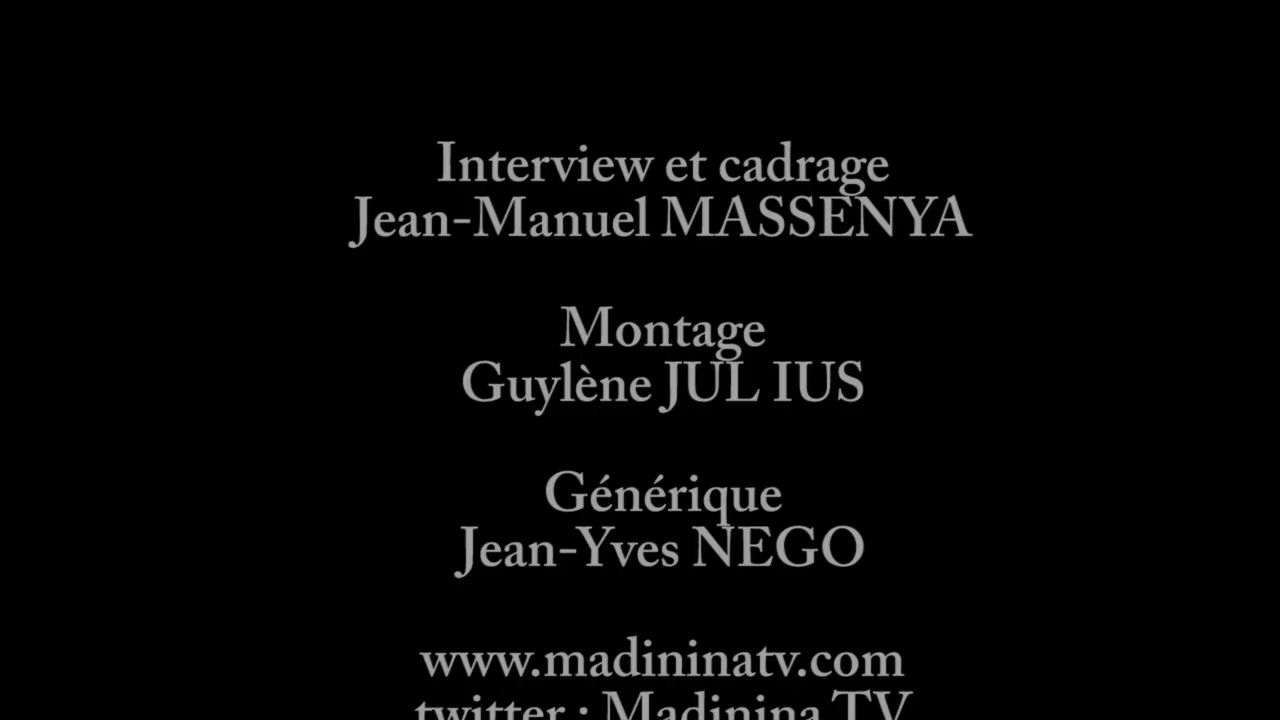 Interview et cadrage
Jean-Manuel MASSENYA
Montage
Guylène JUL IUS
Générique
Jean-Yves NEGO
www.madininatv.com
twitter : Madinina TV